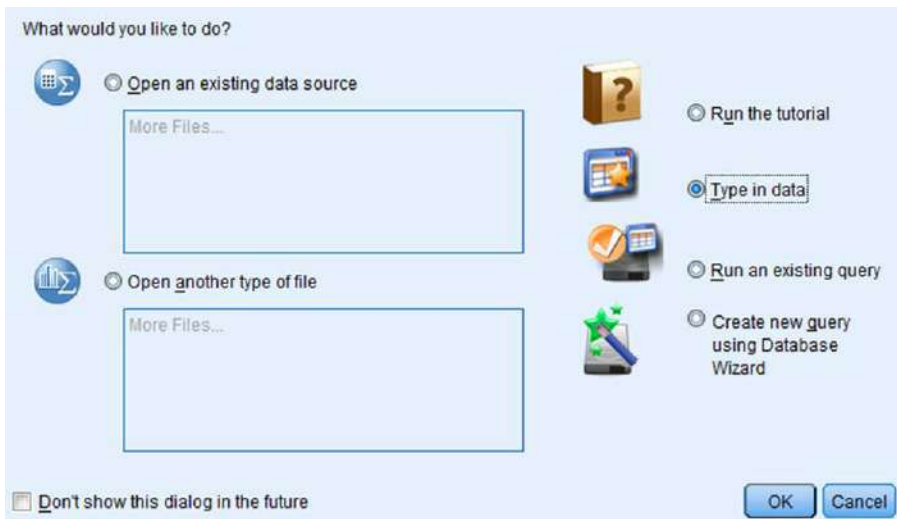 What would you like to do?
Open an existing data source
More Files...
Open another type of file
More Files...
?
Run the tutorial
Type in data
Run an existing query
Create new query
using Database
Wizard
Don't show this dialog in the future
OK
Cancel